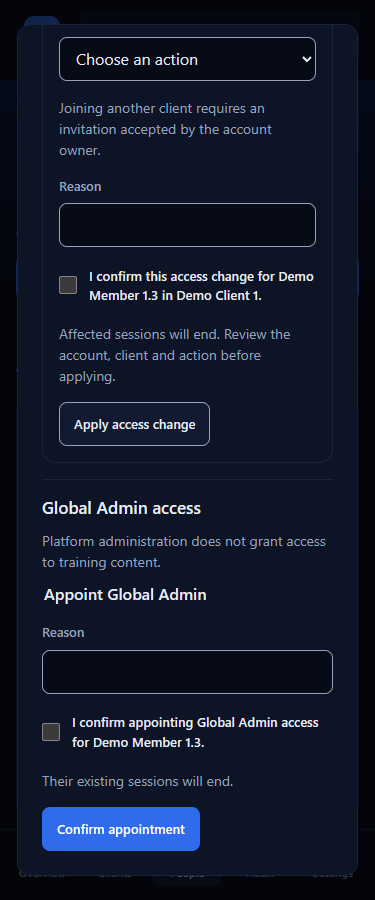 Choose an action
Joining another client requires an
invitation accepted by the account
owner.
Reason
I confirm this access change for Demo
Member 1.3 in Demo Client 1.
Affected sessions will end. Review the
account, client and action before
applying.
Apply access change
Global Admin access
Platform administration does not grant access
to training content.
Appoint Global Admin
Reason
I confirm appointing Global Admin access
for Demo Member 1.3.
Their existing sessions will end.
Confirm appointment